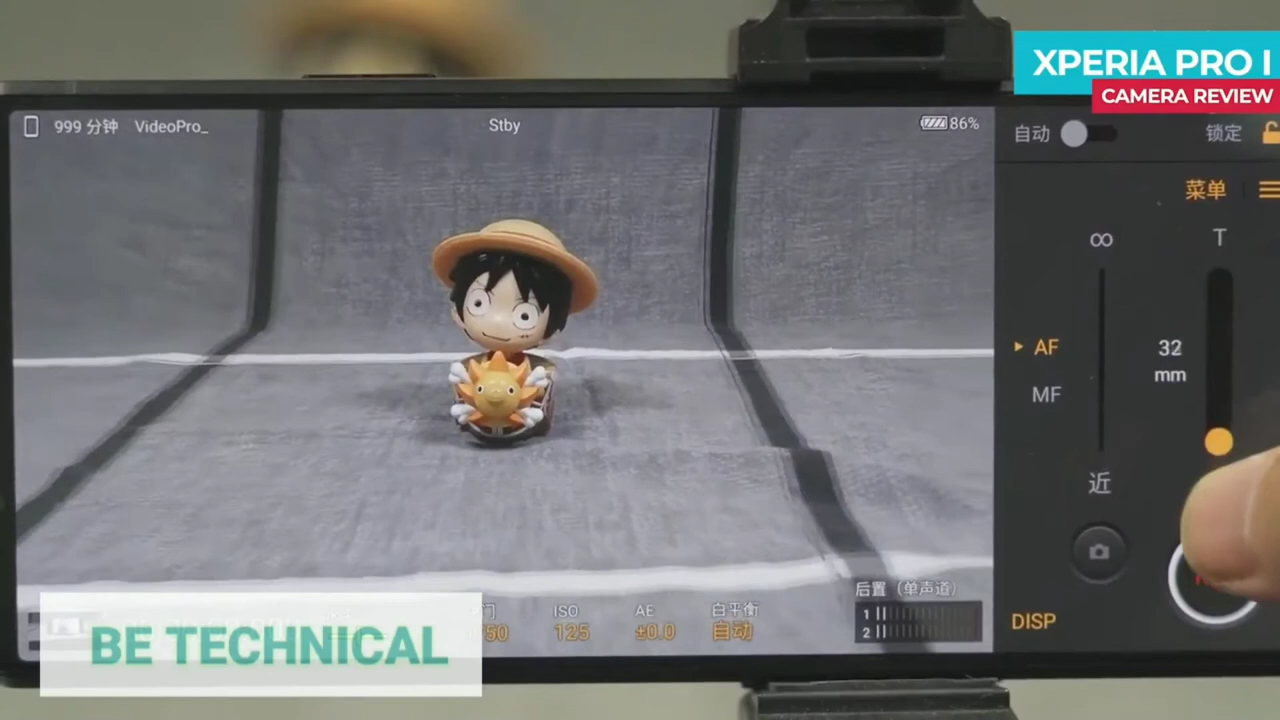 XPERIA PRO I
CAMERA REVIEW
999 分钟 VideoPro_
Stby
86%
自动
锁定
菜单
∞
T
AF
MF
32
mm
近
ISO
AE
白平衡
125
±0.0
自动
后置（单声道）
1
2
DISP
BE TECHNICAL